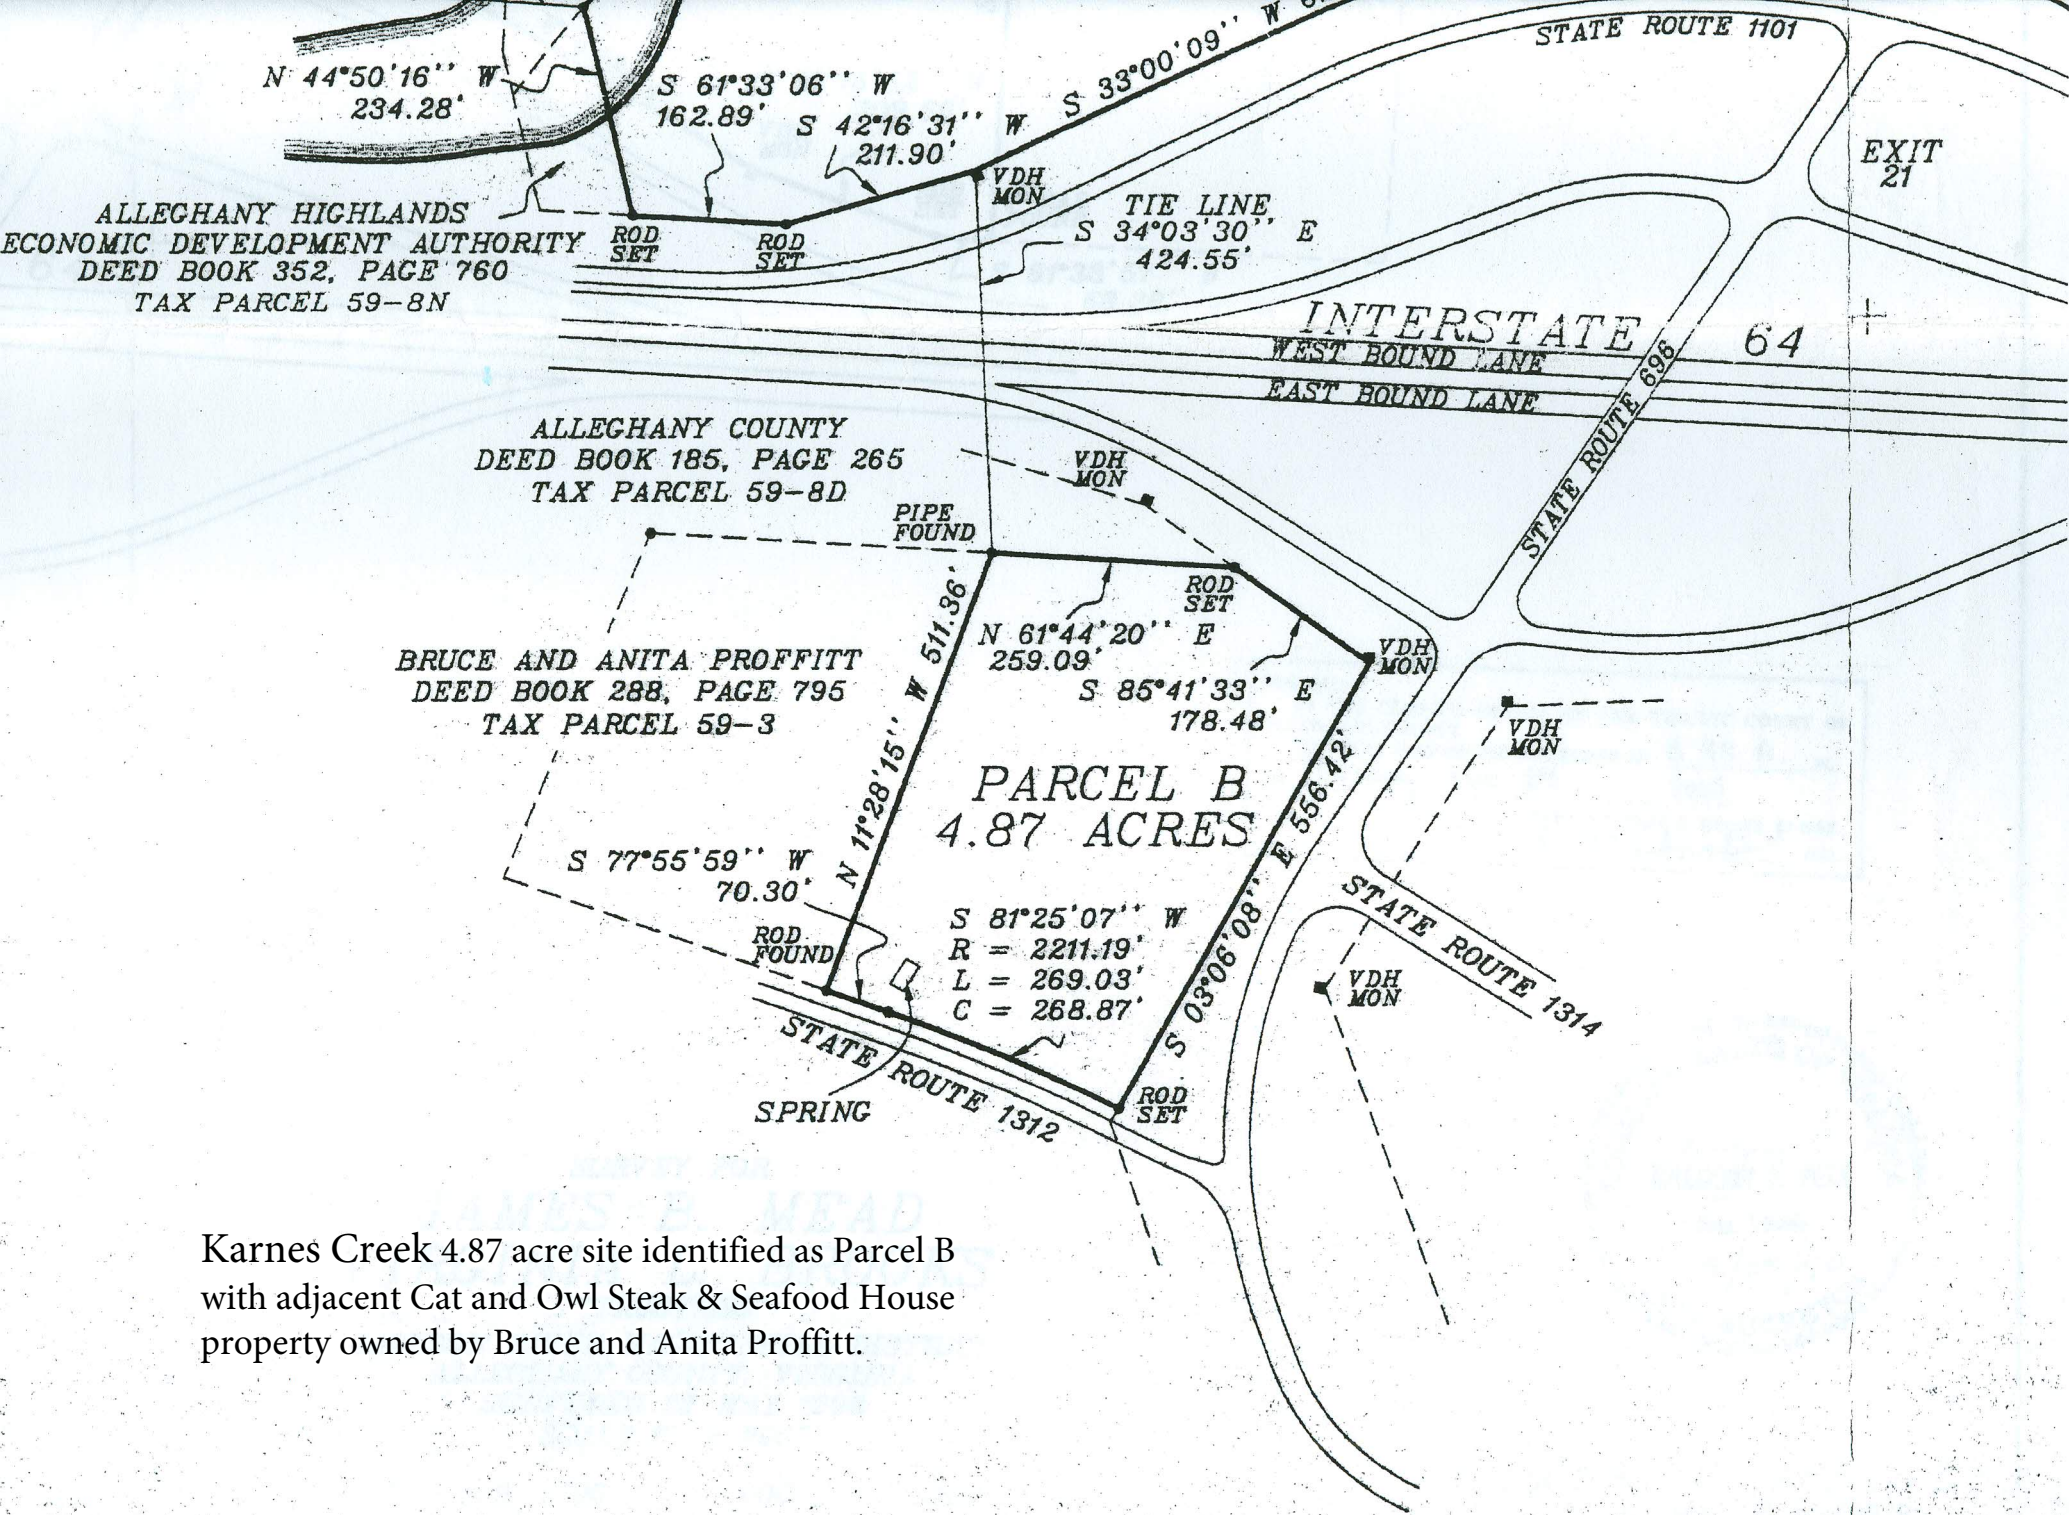 STATE ROUTE 1101
N 44°50'16'' W
234.28'
S 61°33'06'' W
162.89'
S 42°16'31'' W
211.90'
S 33°00'09'' W
VDH
MON
EXIT
21
ALLEGHANY HIGHLANDS
ECONOMIC DEVELOPMENT AUTHORITY
DEED BOOK 352, PAGE 760
TAX PARCEL 59-8N
ROD
SET
ROD
SET
TIE LINE
S 34°03'30'' E
424.55'
INTERSTATE 64
WEST BOUND LANE
EAST BOUND LANE
STATE ROUTE 696
ALLEGHANY COUNTY
DEED BOOK 185, PAGE 265
TAX PARCEL 59-8D
VDH
MON
PIPE
FOUND
ROD
SET
N 61°44'20'' E
259.09'
VDH
MON
S 85°41'33'' E
178.48'
BRUCE AND ANITA PROFFITT
DEED BOOK 288, PAGE 795
TAX PARCEL 59-3
N 11°28'15'' W 511.36'
VDH
MON
PARCEL B
4.87 ACRES
S 03°06'08'' E 556.42'
S 77°55'59'' W
70.30'
S 81°25'07'' W
R = 2211.19'
L = 269.03'
C = 268.87'
ROD
FOUND
STATE ROUTE 1314
VDH
MON
STATE ROUTE 1312
SPRING
ROD
SET
SURVEY FOR
JAMES B. MEAD
Karnes Creek 4.87 acre site identified as Parcel B
with adjacent Cat and Owl Steak & Seafood House
property owned by Bruce and Anita Proffitt.